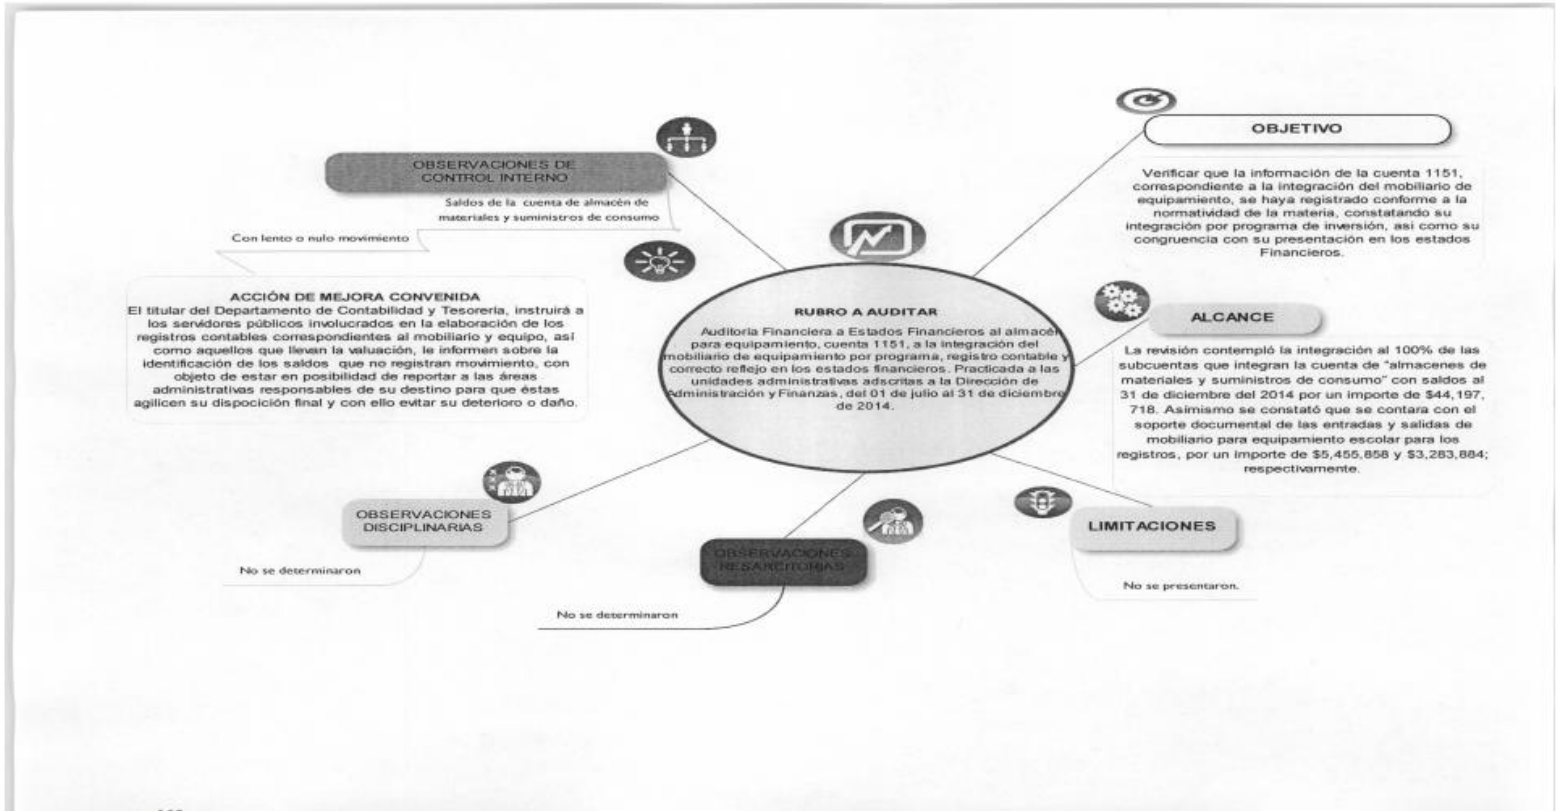 OBJETIVO
Verificar que la información de la cuenta 1151,
correspondiente a la integración del mobiliario de
equipamiento, se haya registrado conforme a la
normatividad de la materia, constatando su
integración por programa de inversión, así como su
congruencia con su presentación en los estados
Financieros.
OBSERVACIONES DE
CONTROL INTERNO
Saldos de la cuenta de almacén de
materiales y suministros de consumo
Con lento o nulo movimiento
ACCIÓN DE MEJORA CONVENIDA
El titular del Departamento de Contabilidad y Tesorería, instruirá a
los servidores públicos involucrados en la elaboración de los
registros contables correspondientes al mobiliario y equipo, así
como aquellos que llevan la valuación, le informen sobre la
identificación de los saldos que no registran movimiento, con
objeto de estar en posibilidad de reportar a las áreas
administrativas responsables de su destino para que éstas
agilicen su disposición final y con ello evitar su deterioro o daño.
RUBRO A AUDITAR
Auditoría Financiera a Estados Financieros al almacén
para equipamiento, cuenta 1151, a la integración del
mobiliario de equipamiento por programa, registro contable y
correcto reflejo en los estados financieros. Practicada a las
unidades administrativas adscritas a la Dirección de
Administración y Finanzas, del 01 de julio al 31 de diciembre
de 2014.
ALCANCE
La revisión contempló la integración al 100% de las
subcuentas que integran la cuenta de "almacenes de
materiales y suministros de consumo" con saldos al
31 de diciembre del 2014 por un importe de $44,197,
718. Asimismo se constató que se contara con el
soporte documental de las entradas y salidas de
mobiliario para equipamiento escolar para los
registros, por un importe de $5,455,858 y $3,283,884;
respectivamente.
OBSERVACIONES
DISCIPLINARIAS
No se determinaron
OBSERVACIONES
RESARCITORIAS
No se determinaron
LIMITACIONES
No se presentaron.